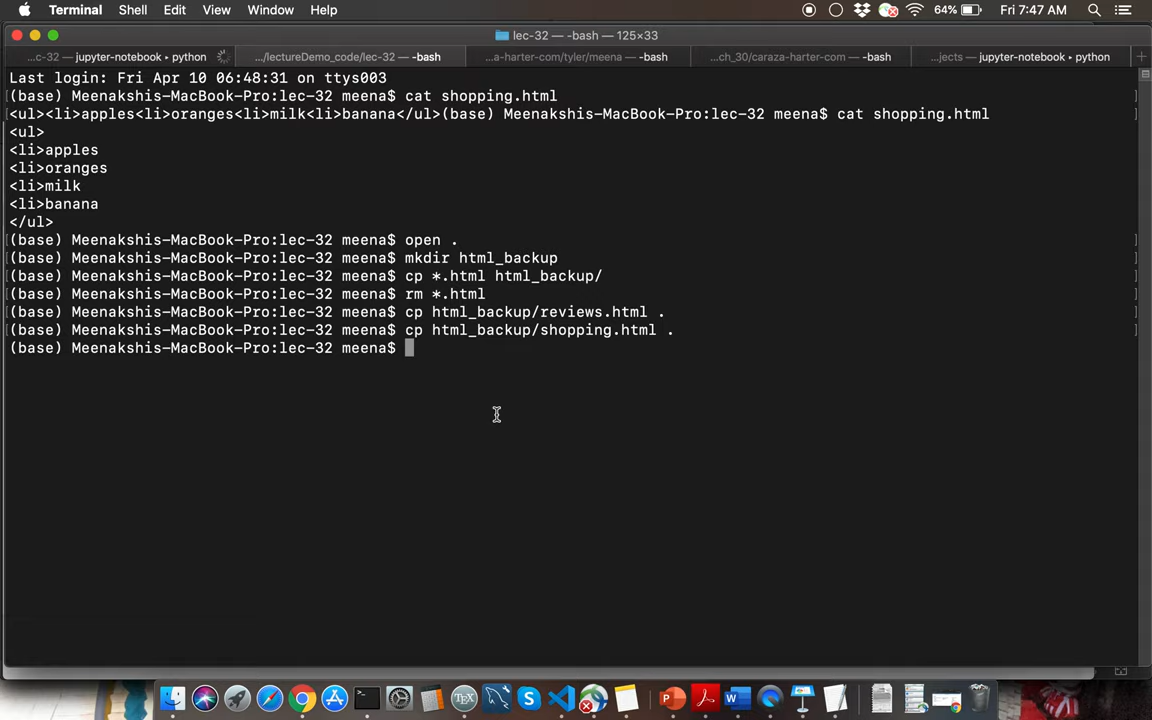 Terminal Shell Edit View Window Help 64% Fri 7:47 AM
lec-32 — -bash — 125×33
...c-32 — jupyter-notebook ▸ python .../lectureDemo_code/lec-32 — -bash ...a-harter-com/tyler/meena — -bash ...ch_30/caraza-harter-com — -bash ...jects — jupyter-notebook ▸ python
Last login: Fri Apr 10 06:48:31 on ttys003
[(base) Meenakshis-MacBook-Pro:lec-32 meena$ cat shopping.html ]
[<ul><li>apples<li>oranges<li>milk<li>banana</ul>(base) Meenakshis-MacBook-Pro:lec-32 meena$ cat shopping.html ]
<ul>
<li>apples
<li>oranges
<li>milk
<li>banana
</ul>
[(base) Meenakshis-MacBook-Pro:lec-32 meena$ open . ]
[(base) Meenakshis-MacBook-Pro:lec-32 meena$ mkdir html_backup ]
[(base) Meenakshis-MacBook-Pro:lec-32 meena$ cp *.html html_backup/ ]
[(base) Meenakshis-MacBook-Pro:lec-32 meena$ rm *.html ]
[(base) Meenakshis-MacBook-Pro:lec-32 meena$ cp html_backup/reviews.html . ]
[(base) Meenakshis-MacBook-Pro:lec-32 meena$ cp html_backup/shopping.html . ]
(base) Meenakshis-MacBook-Pro:lec-32 meena$
TEX